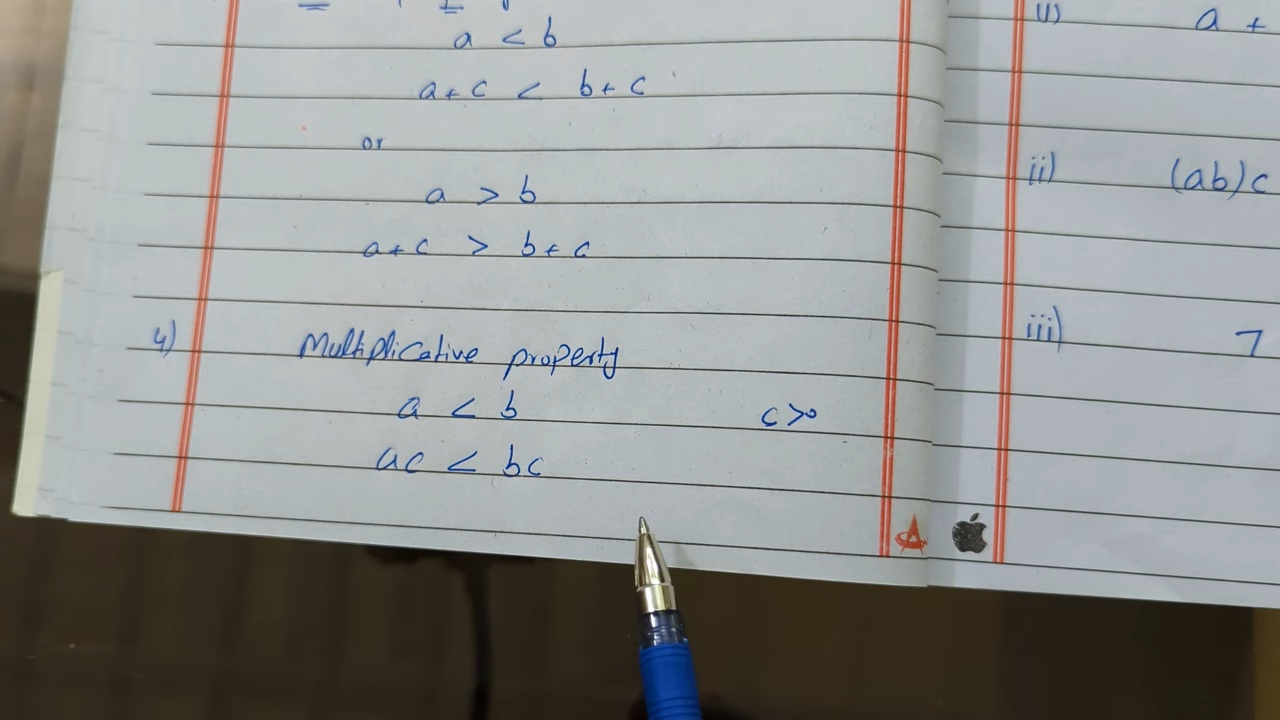 a < b
a+c < b+c
or
a > b
a+c > b+c
4) Multiplicative property
a < b c>0
ac < bc
i) a +
ii) (ab)c
iii) 7